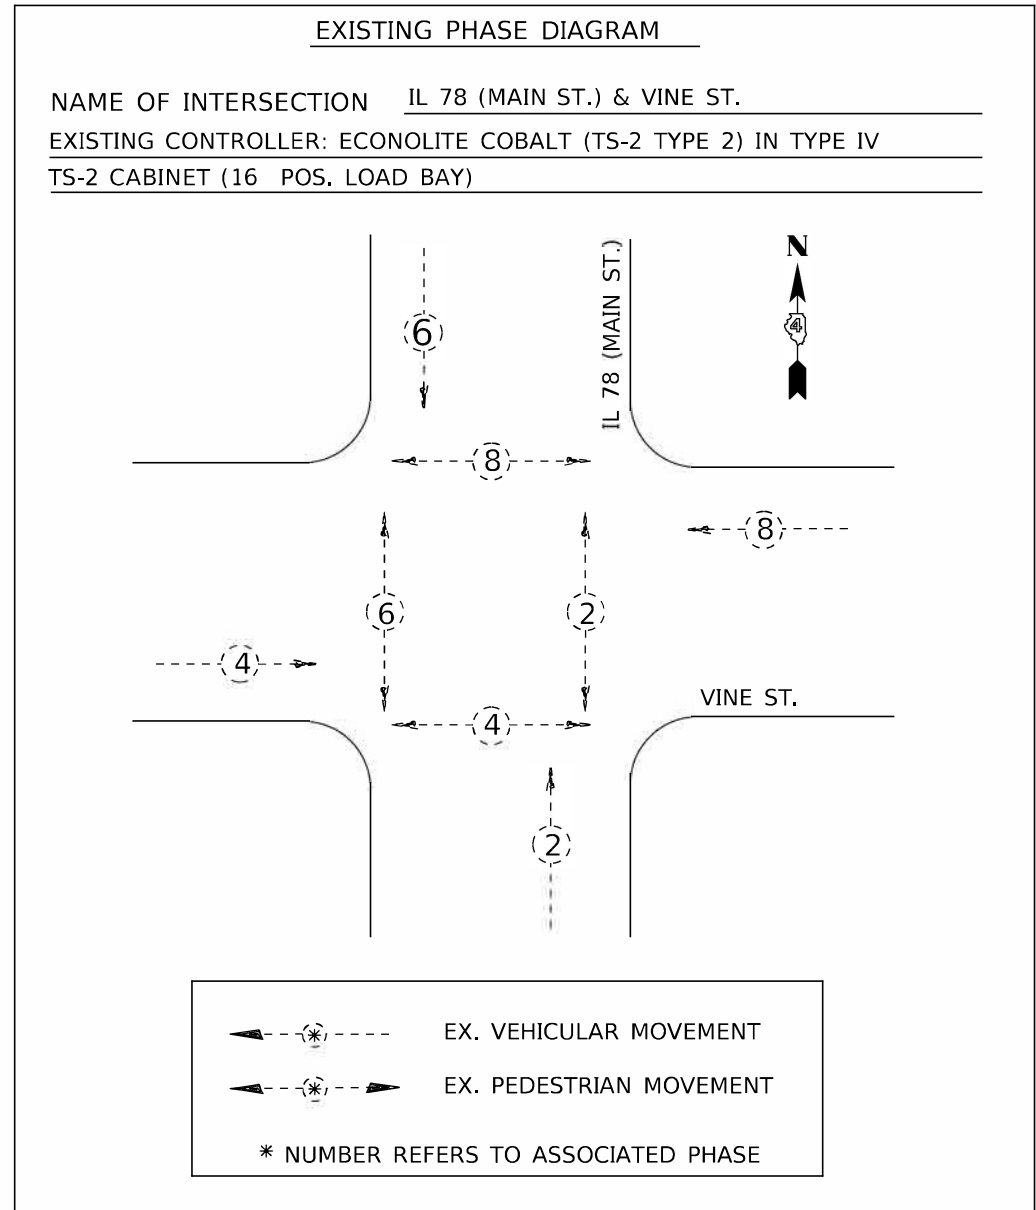 EXISTING PHASE DIAGRAM
NAME OF INTERSECTION IL 78 (MAIN ST.) & VINE ST.
EXISTING CONTROLLER: ECONOLITE COBALT (TS-2 TYPE 2) IN TYPE IV
TS-2 CABINET (16 POS. LOAD BAY)
IL 78 (MAIN ST.)
N
4
6
8
8
6
2
4
VINE ST.
4
2
* EX. VEHICULAR MOVEMENT
* EX. PEDESTRIAN MOVEMENT
* NUMBER REFERS TO ASSOCIATED PHASE